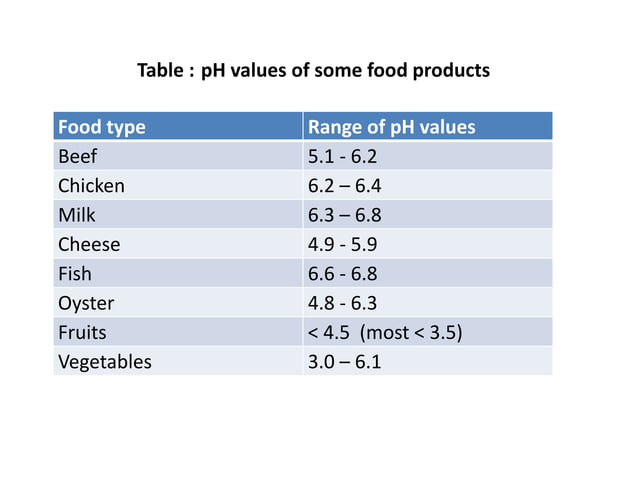 Table : pH values of some food products
Food type Range of pH values
Beef 5.1 - 6.2
Chicken 6.2 – 6.4
Milk 6.3 – 6.8
Cheese 4.9 - 5.9
Fish 6.6 - 6.8
Oyster 4.8 - 6.3
Fruits < 4.5 (most < 3.5)
Vegetables 3.0 – 6.1